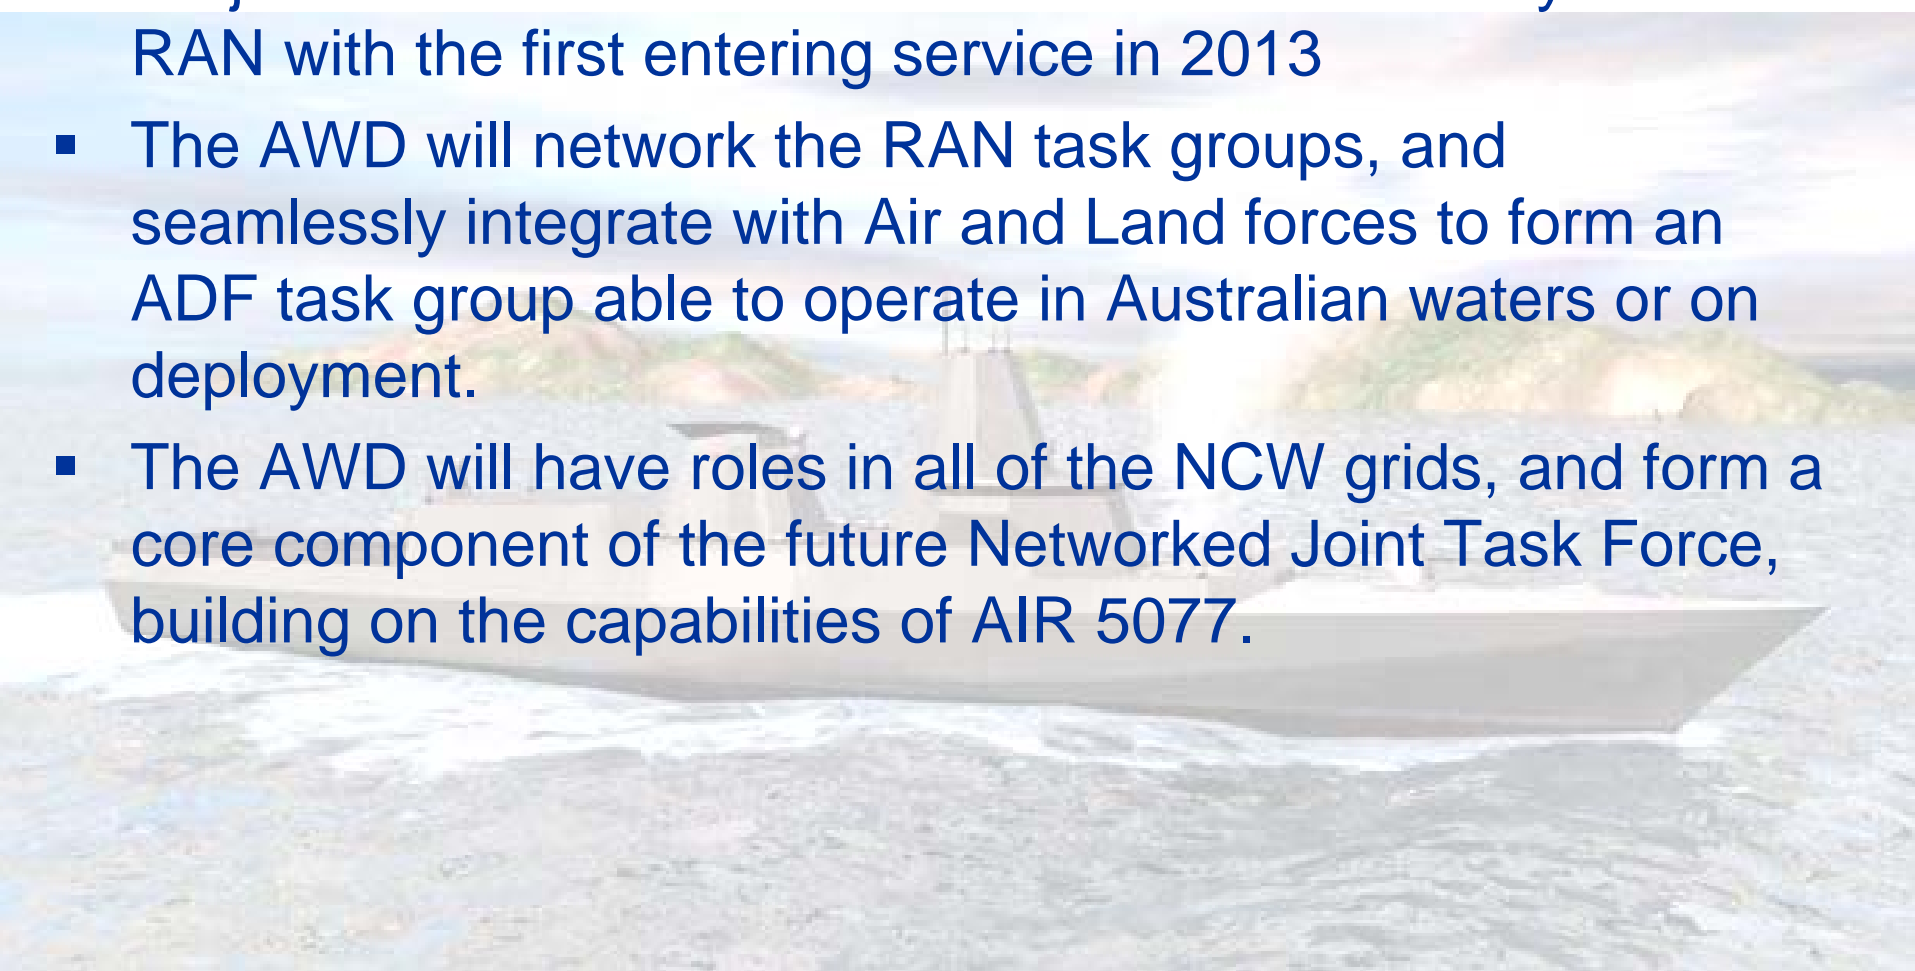 RAN with the first entering service in 2013
▪ The AWD will network the RAN task groups, and
seamlessly integrate with Air and Land forces to form an
ADF task group able to operate in Australian waters or on
deployment.
▪ The AWD will have roles in all of the NCW grids, and form a
core component of the future Networked Joint Task Force,
building on the capabilities of AIR 5077.